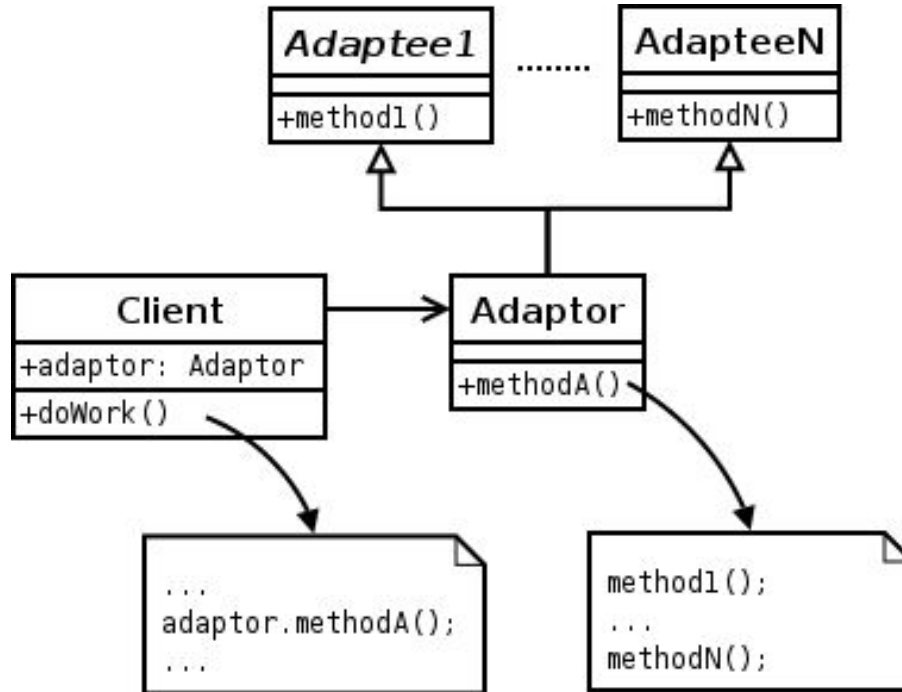 Adaptee1
+method1()
........
AdapteeN
+methodN()
Client
+adaptor: Adaptor
+doWork()
Adaptor
+methodA()
...
adaptor.methodA();
...
method1();
...
methodN();